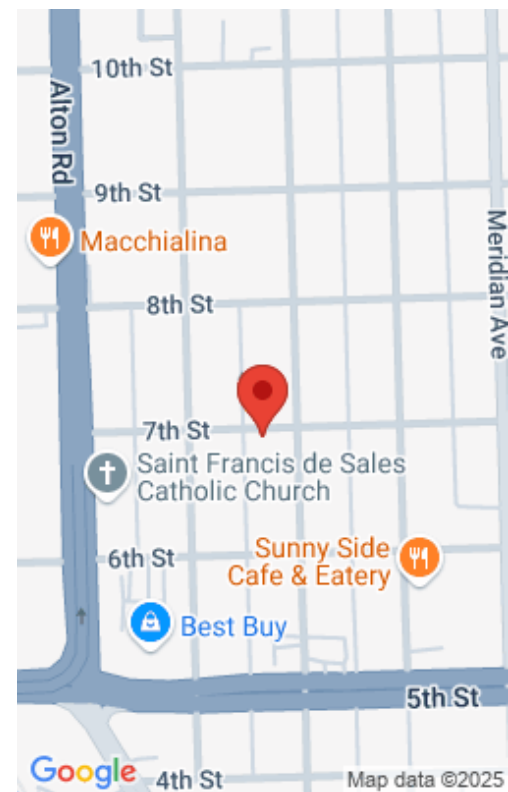 10th St
Alton Rd
9th St
Meridian Ave
Macchialina
8th St
7th St
Saint Francis de Sales
Catholic Church
6th St
Sunny Side
Cafe & Eatery
Best Buy
5th St
Google
4th St
Map data ©2025